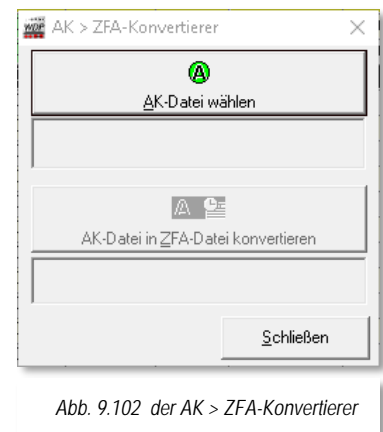 WDP AK > ZFA-Konvertierer
A
AK-Datei wählen
A
AK-Datei in ZFA-Datei konvertieren
Schließen
Abb. 9.102 der AK > ZFA-Konvertierer